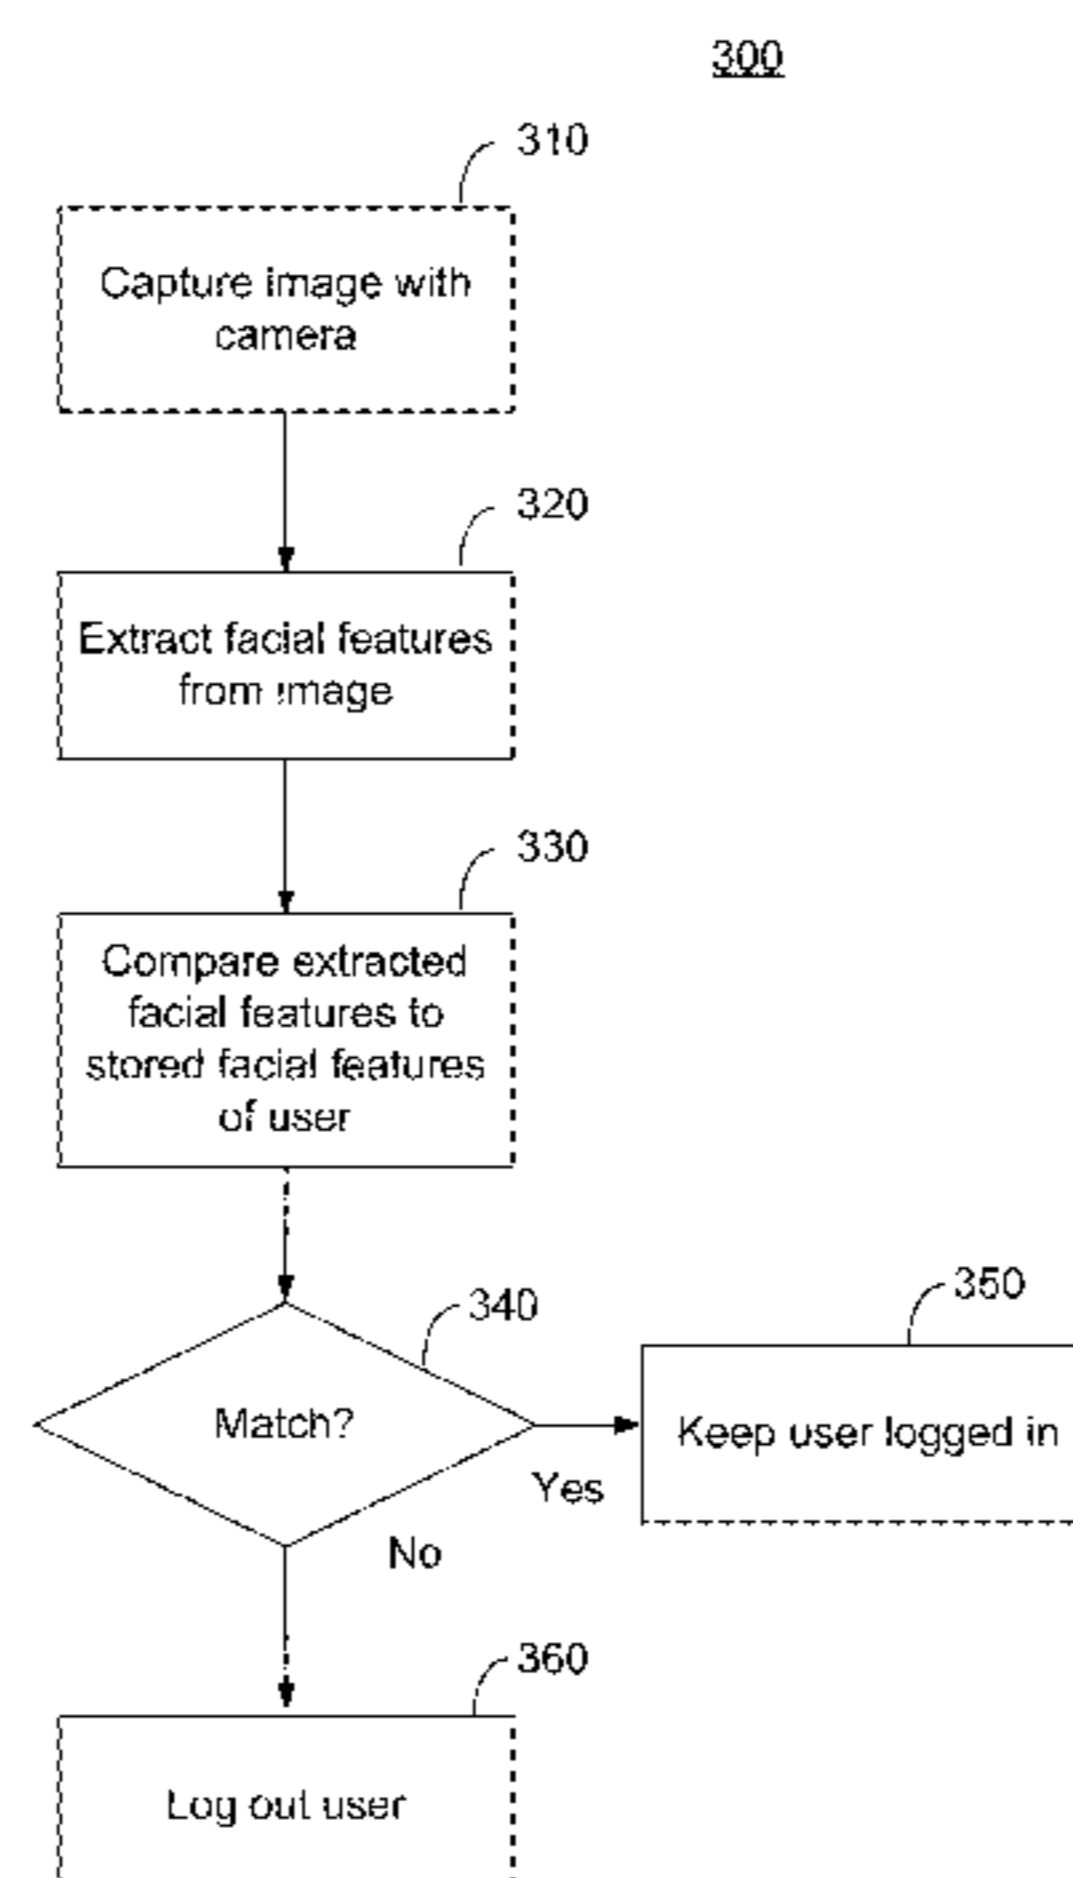 300
310
Capture image with
camera
320
Extract facial features
from image
330
Compare extracted
facial features to
stored facial features
of user
340
Match?
350
Keep user logged in
Yes
No
360
Log out user